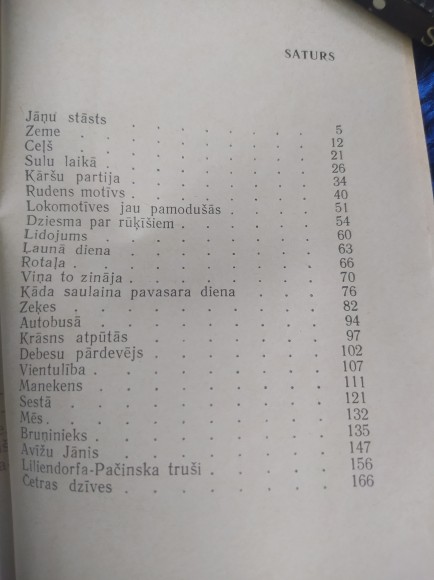 SATURS
Jāņu stāsts . . . . . . . 5
Zeme . . . . . . . 12
Ceļš . . . . . . . 21
Sulu laikā . . . . . . . 26
Kāršu partija . . . . . . 34
Rudens motīvs . . . . . . 40
Lokomotīves jau pamodušās . . . 51
Dziesma par rūķīšiem . . . . 54
Lidojums . . . . . . . 60
Ļaunā diena . . . . . . 63
Rotaļa . . . . . . . 66
Viņa to zināja . . . . . . 70
Kāda saulaina pavasara diena . . . 76
Zeķes . . . . . . . 82
Autobusā . . . . . . . 94
Krāsns atpūtās . . . . . . 97
Debesu pārdevējs . . . . . 102
Vientulība . . . . . . . 107
Manekens . . . . . . . 111
Sestā . . . . . . . 121
Mēs . . . . . . . . 132
Bruņinieks . . . . . . . 135
Avīžu Jānis . . . . . . 147
Liliendorfa-Pačinska truši . . . . 156
Četras dzīves . . . . . . 166